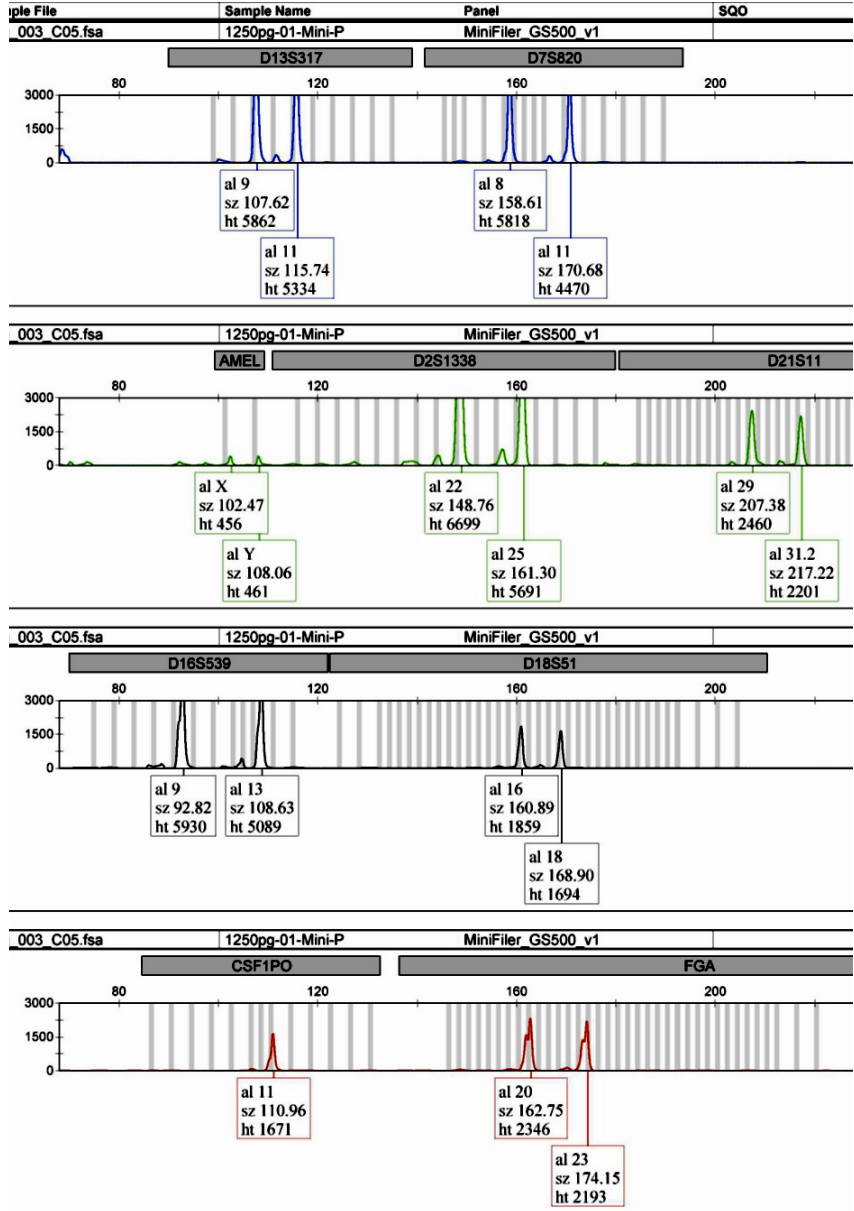 ple File Sample Name Panel SQO
_003_C05.fsa 1250pg-01-Mini-P MiniFiler_GS500_v1
D13S317 D7S820
80 120 160 200
3000
1500
0
al 9
sz 107.62
ht 5862
al 11
sz 115.74
ht 5334
al 8
sz 158.61
ht 5818
al 11
sz 170.68
ht 4470
_003_C05.fsa 1250pg-01-Mini-P MiniFiler_GS500_v1
AMEL D2S1338 D21S11
80 120 160 200
3000
1500
0
al X
sz 102.47
ht 456
al Y
sz 108.06
ht 461
al 22
sz 148.76
ht 6699
al 25
sz 161.30
ht 5691
al 29
sz 207.38
ht 2460
al 31.2
sz 217.22
ht 2201
_003_C05.fsa 1250pg-01-Mini-P MiniFiler_GS500_v1
D16S539 D18S51
80 120 160 200
3000
1500
0
al 9
sz 92.82
ht 5930
al 13
sz 108.63
ht 5089
al 16
sz 160.89
ht 1859
al 18
sz 168.90
ht 1694
_003_C05.fsa 1250pg-01-Mini-P MiniFiler_GS500_v1
CSF1PO FGA
80 120 160 200
3000
1500
0
al 11
sz 110.96
ht 1671
al 20
sz 162.75
ht 2346
al 23
sz 174.15
ht 2193